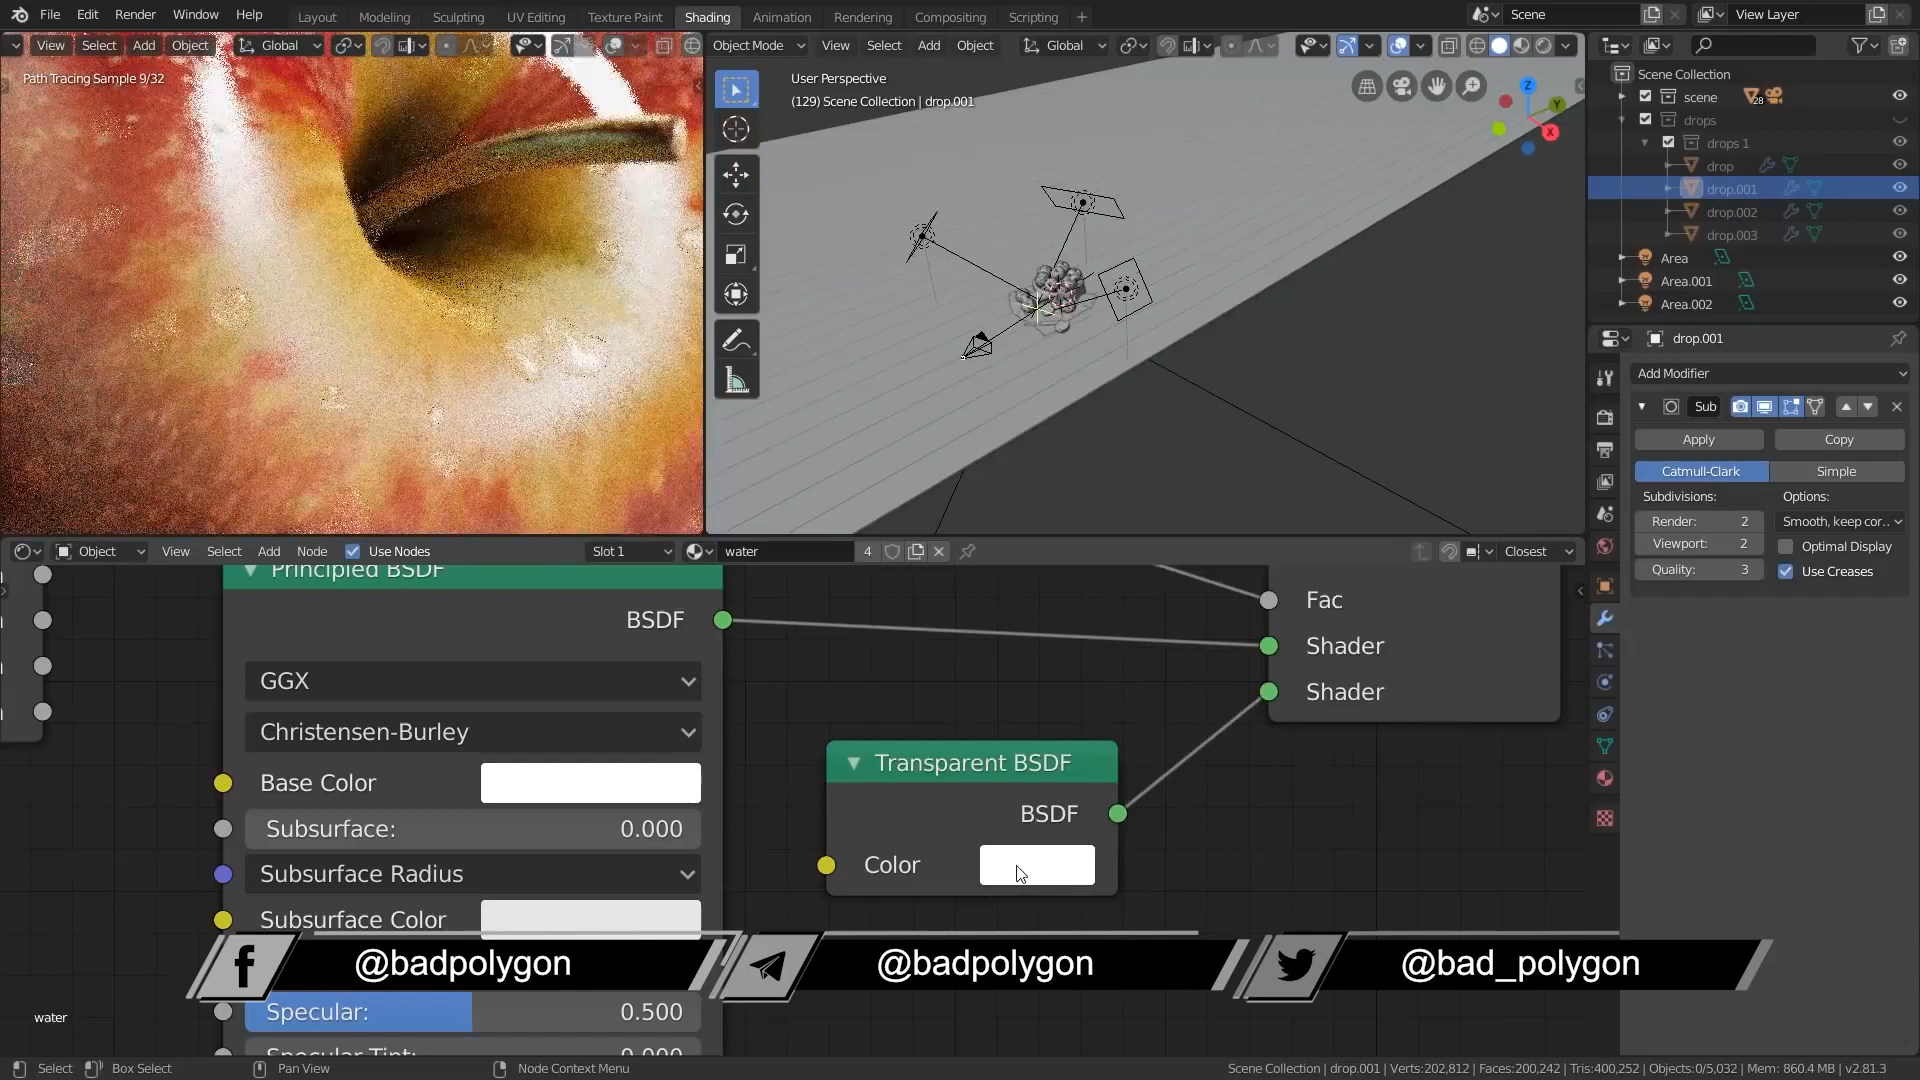 File Edit Render Window Help Layout Modeling Sculpting UV Editing Texture Paint Shading Animation Rendering Compositing Scripting + Scene View Layer
View Select Add Object Global
Object Mode View Select Add Object Global
Path Tracing Sample 9/32
User Perspective
(129) Scene Collection | drop.001
Z
Y
X
Scene Collection
scene 28
drops
drops 1
drop
drop.001
drop.002
drop.003
Area
Area.001
Area.002
drop.001
Add Modifier
Sub
Apply Copy
Catmull-Clark Simple
Subdivisions: Options:
Render: 2 Smooth, keep cor..
Viewport: 2 Optimal Display
Quality: 3 Use Creases
Object View Select Add Node Use Nodes Slot 1 water 4 Closest
Principled BSDF
BSDF
GGX
Christensen-Burley
Base Color
Subsurface: 0.000
Subsurface Radius
Subsurface Color
Specular: 0.500
Specular Tint: 0.000
Fac
Shader
Shader
Transparent BSDF
BSDF
Color
@badpolygon
@badpolygon
@bad_polygon
water
Select Box Select Pan View Node Context Menu
Scene Collection | drop.001 | Verts:202,812 | Faces:200,242 | Tris:400,252 | Objects:0/5,032 | Mem: 860.4 MB | v2.81.3